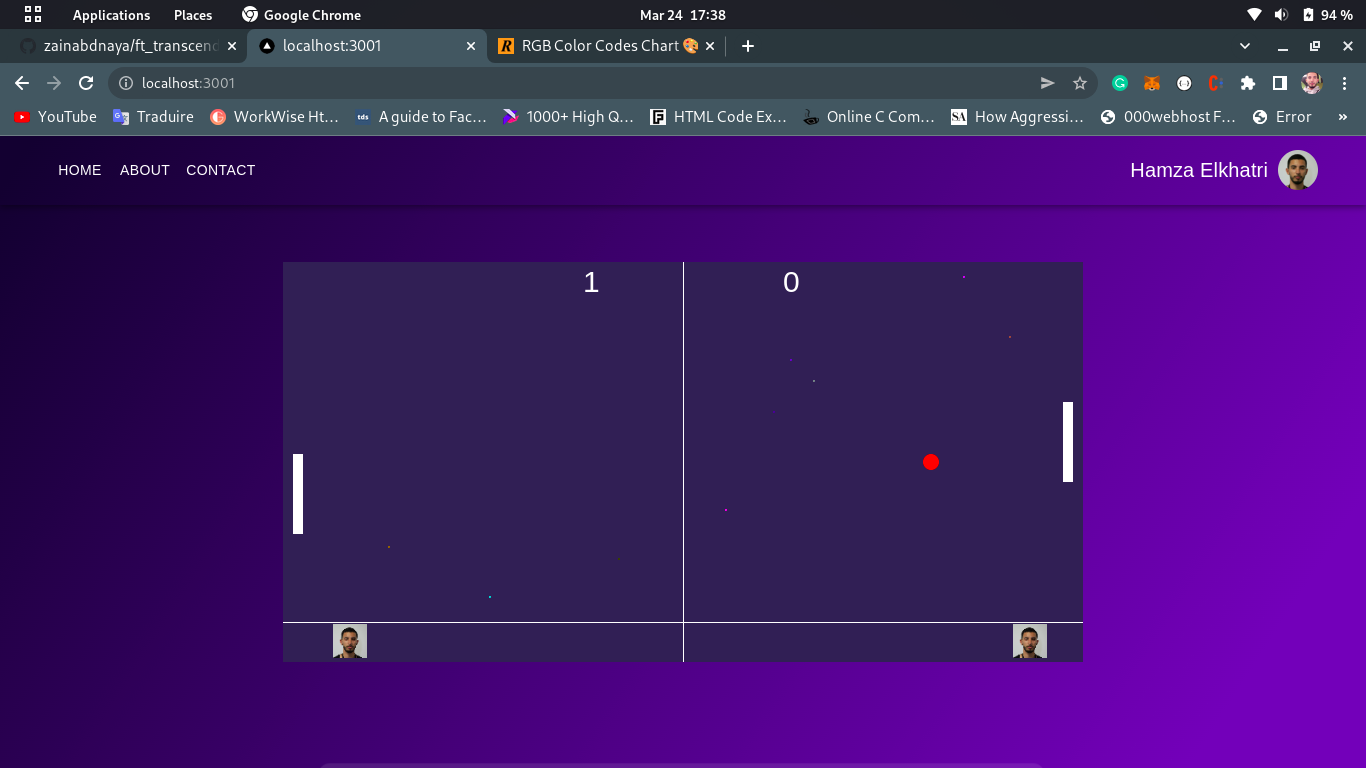 Applications Places Google Chrome Mar 24 17:38 94 %
zainabdnaya/ft_transcend localhost:3001 RGB Color Codes Chart 🎨
localhost:3001
YouTube Traduire WorkWise Ht… A guide to Fac… 1000+ High Q… HTML Code Ex… Online C Com… How Aggressi… 000webhost F… Error »
HOME ABOUT CONTACT Hamza Elkhatri
1 0